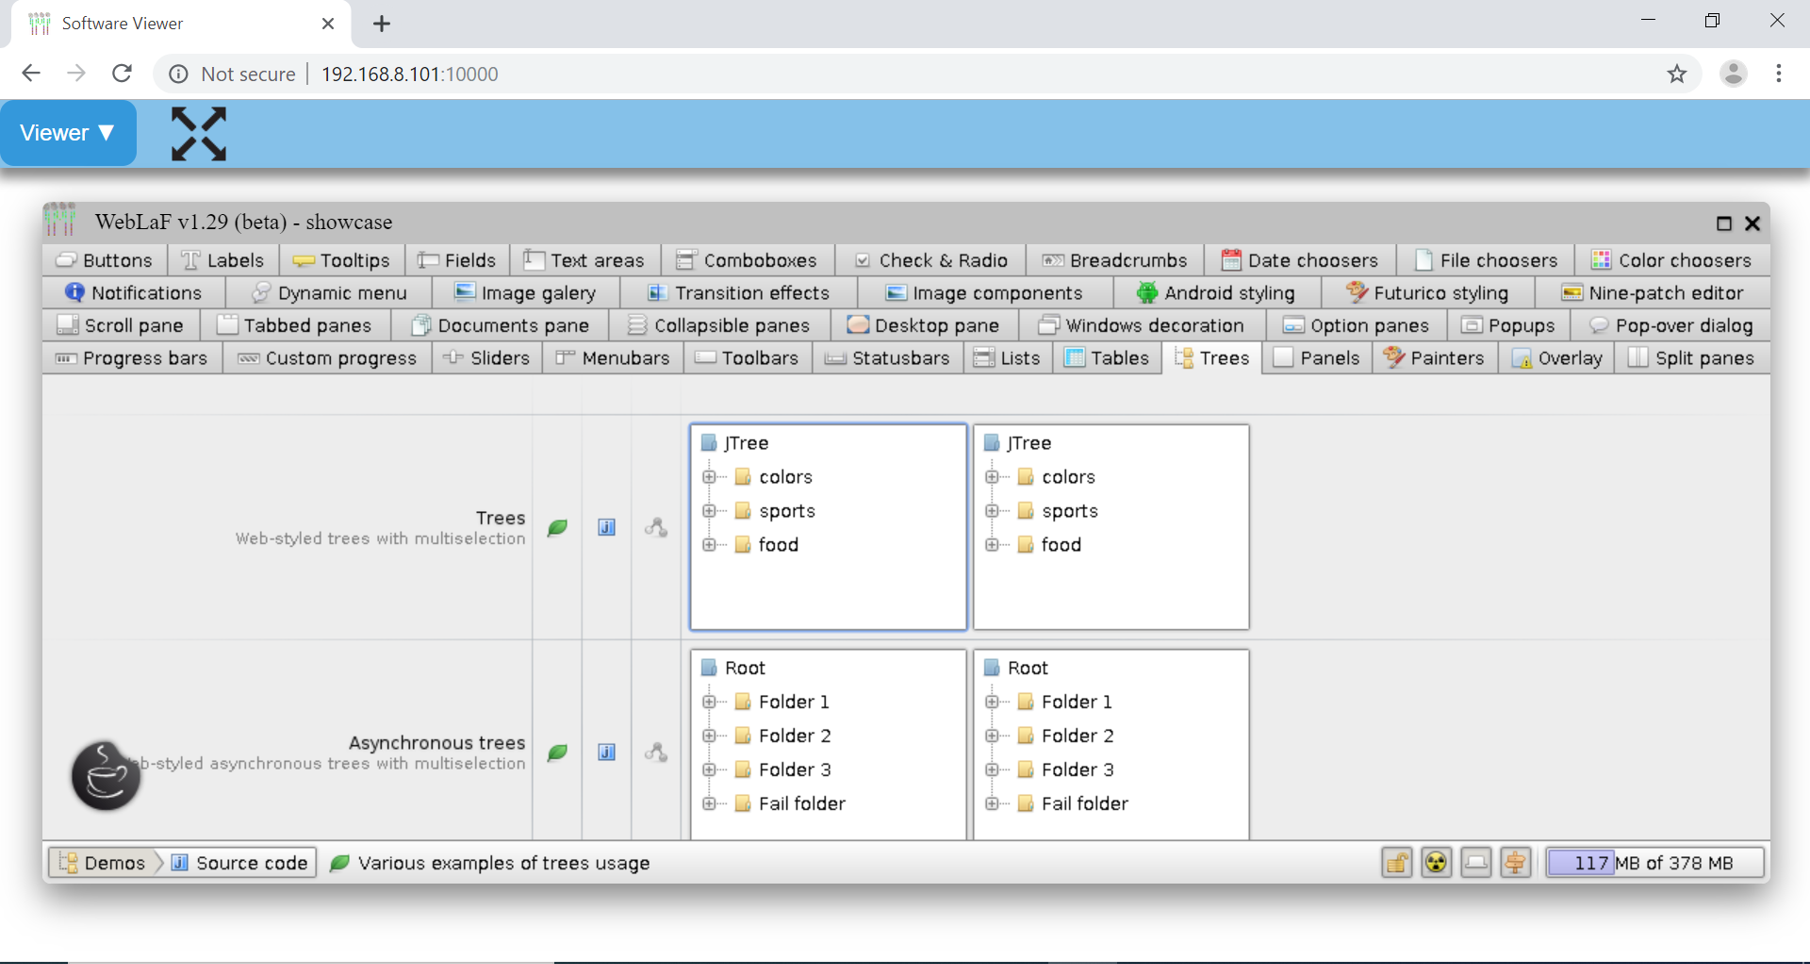 Software Viewer
Not secure 192.168.8.101:10000
Viewer ▼
WebLaF v1.29 (beta) - showcase
Buttons Labels Tooltips Fields Text areas Comboboxes Check & Radio Breadcrumbs Date choosers File choosers Color choosers
Notifications Dynamic menu Image galery Transition effects Image components Android styling Futurico styling Nine-patch editor
Scroll pane Tabbed panes Documents pane Collapsible panes Desktop pane Windows decoration Option panes Popups Pop-over dialog
Progress bars Custom progress Sliders Menubars Toolbars Statusbars Lists Tables Trees Panels Painters Overlay Split panes
JTree JTree
colors colors
Trees sports sports
Web-styled trees with multiselection food food
Root Root
Folder 1 Folder 1
Asynchronous trees Folder 2 Folder 2
b-styled asynchronous trees with multiselection Folder 3 Folder 3
Fail folder Fail folder
Demos Source code Various examples of trees usage 117 MB of 378 MB